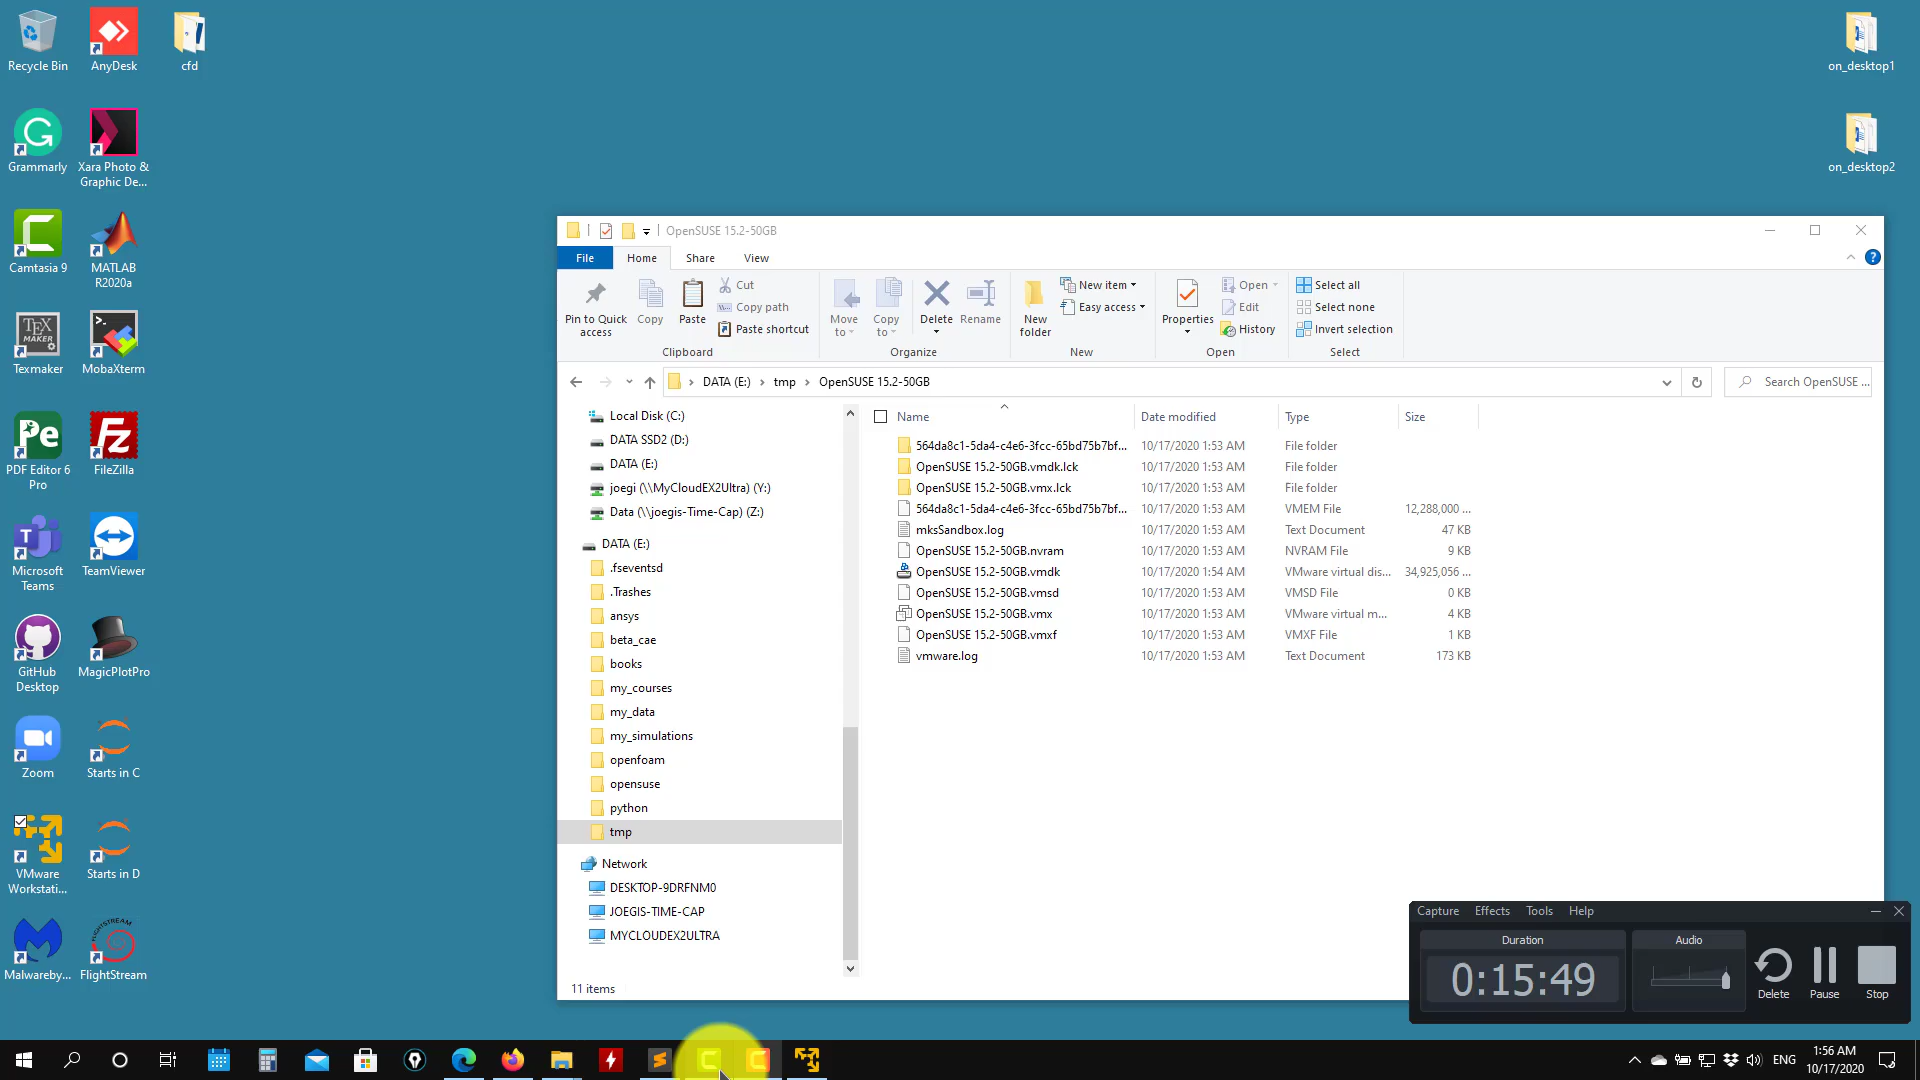 Recycle Bin
AnyDesk
cfd
on_desktop1
Grammarly
Xara Photo &
Graphic De...
on_desktop2
Camtasia 9
MATLAB
R2020a
Texmaker
MobaXterm
PDF Editor 6
Pro
FileZilla
Microsoft
Teams
TeamViewer
GitHub
Desktop
MagicPlotPro
Zoom
Starts in C
VMware
Workstati...
Starts in D
Malwareby...
FlightStream
OpenSUSE 15.2-50GB
File Home Share View
Pin to Quick
access
Copy
Paste
Cut
Copy path
Paste shortcut
Clipboard
Move
to
Copy
to
Delete
Rename
Organize
New
folder
New item
Easy access
New
Properties
Open
Edit
History
Open
Select all
Select none
Invert selection
Select
DATA (E:) tmp OpenSUSE 15.2-50GB
Search OpenSUSE ...
Local Disk (C:)
DATA SSD2 (D:)
DATA (E:)
joegi (\\MyCloudEX2Ultra) (Y:)
Data (\\joegis-Time-Cap) (Z:)
DATA (E:)
.fseventsd
.Trashes
ansys
beta_cae
books
my_courses
my_data
my_simulations
openfoam
opensuse
python
tmp
Network
DESKTOP-9DRFNM0
JOEGIS-TIME-CAP
MYCLOUDEX2ULTRA
Name Date modified Type Size
564da8c1-5da4-c4e6-3fcc-65bd75b7bf... 10/17/2020 1:53 AM File folder
OpenSUSE 15.2-50GB.vmdk.lck 10/17/2020 1:53 AM File folder
OpenSUSE 15.2-50GB.vmx.lck 10/17/2020 1:53 AM File folder
564da8c1-5da4-c4e6-3fcc-65bd75b7bf... 10/17/2020 1:53 AM VMEM File 12,288,000 ...
mksSandbox.log 10/17/2020 1:53 AM Text Document 47 KB
OpenSUSE 15.2-50GB.nvram 10/17/2020 1:53 AM NVRAM File 9 KB
OpenSUSE 15.2-50GB.vmdk 10/17/2020 1:54 AM VMware virtual dis... 34,925,056 ...
OpenSUSE 15.2-50GB.vmsd 10/17/2020 1:53 AM VMSD File 0 KB
OpenSUSE 15.2-50GB.vmx 10/17/2020 1:53 AM VMware virtual m... 4 KB
OpenSUSE 15.2-50GB.vmxf 10/17/2020 1:53 AM VMXF File 1 KB
vmware.log 10/17/2020 1:53 AM Text Document 173 KB
11 items
Capture Effects Tools Help
Duration
0:15:49
Audio
Delete
Pause
Stop
ENG
1:56 AM
10/17/2020